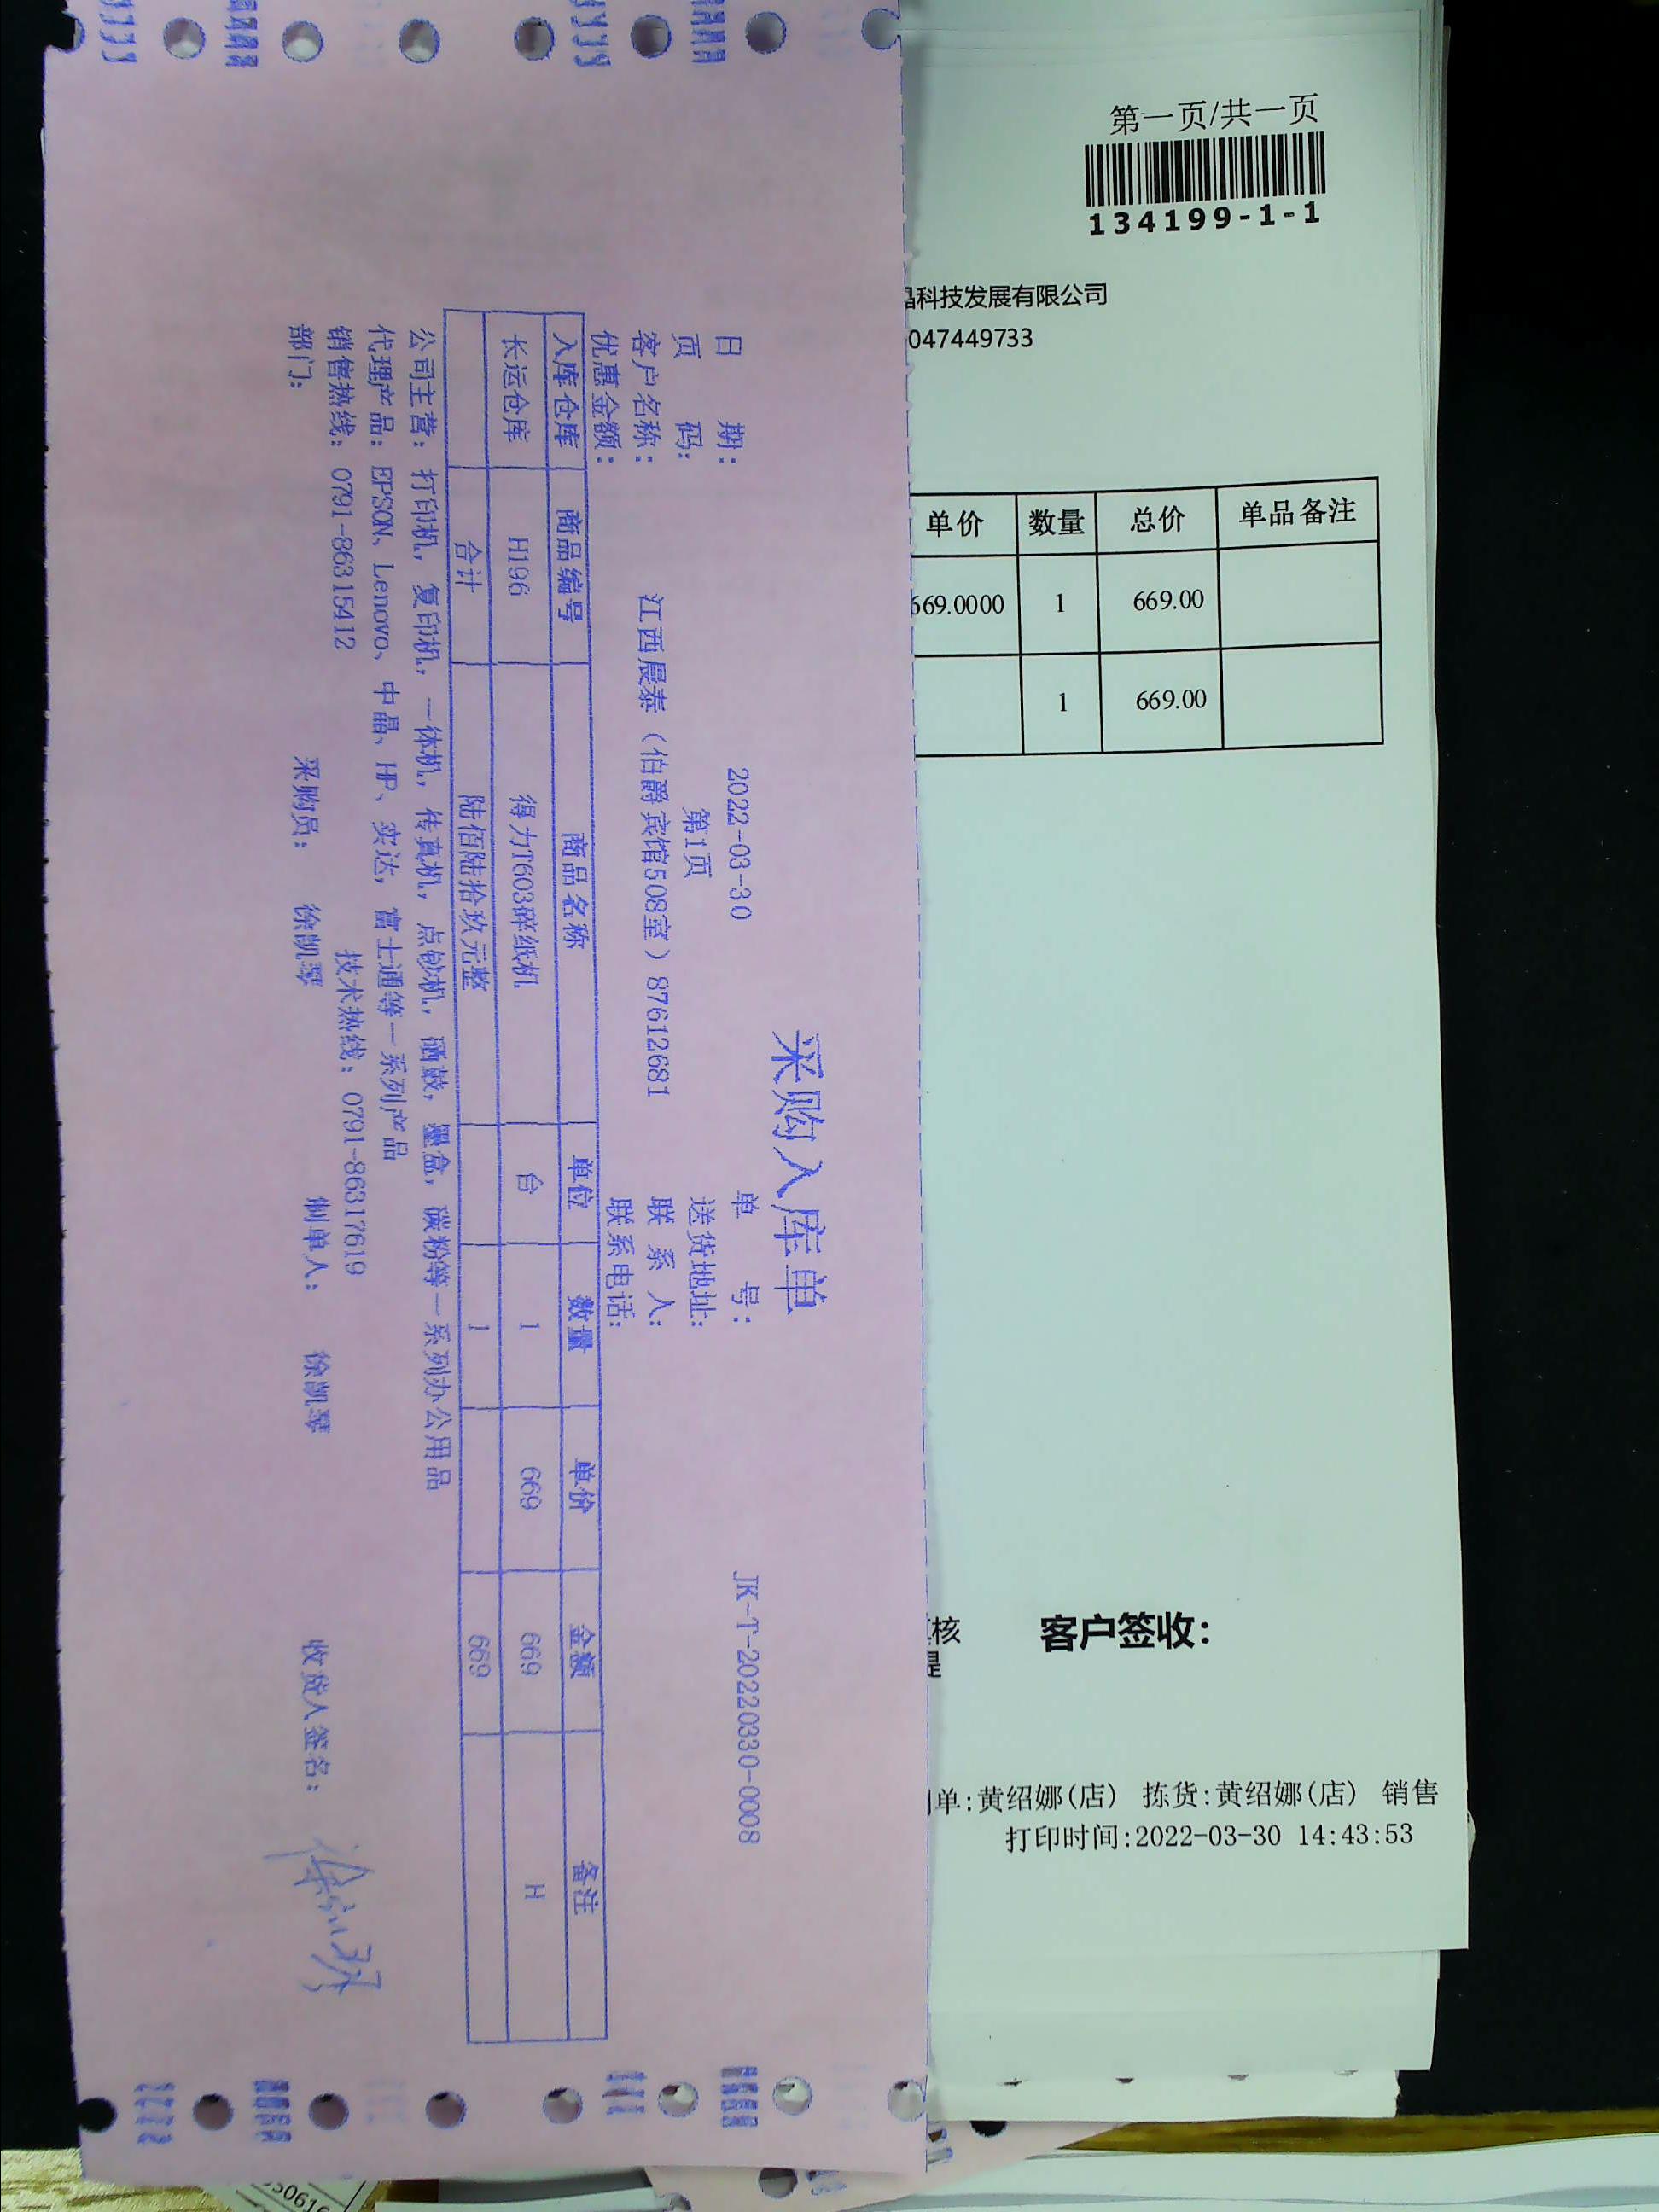 采购入库单
日 期: 2022-03-30 单 号: JK-T-20220330-0008
页 码: 第1页 送货地址:
客户名称: 江西晨泰(伯爵宾馆508室)87612681 联 系 人:
优惠金额: 联系电话:
入库仓库 商品编号 商品名称 单位 数量 单价 金额 备注
长运仓库 H196 得力T603碎纸机 台 1 669 669 H
合计 陆佰陆拾玖元整 1 669
公司主营: 打印机, 复印机, 一体机, 传真机, 点钞机, 硒鼓, 墨盒, 碳粉等一系列办公用品
代理产品: EPSON、Lenovo、中晶、HP、实达, 富士通等一系列产品
销售热线: 0791-86315412 技术热线: 0791-86317619
部门: 采购员: 徐凯琴 制单人: 徐凯琴 收货人签名:
第一页/共一页
134199-1-1
晶科技发展有限公司
047449733
单价 数量 总价 单品备注
669.0000 1 669.00
1 669.00
核 客户签收:
是
单:黄绍娜(店) 拣货:黄绍娜(店) 销售
打印时间:2022-03-30 14:43:53